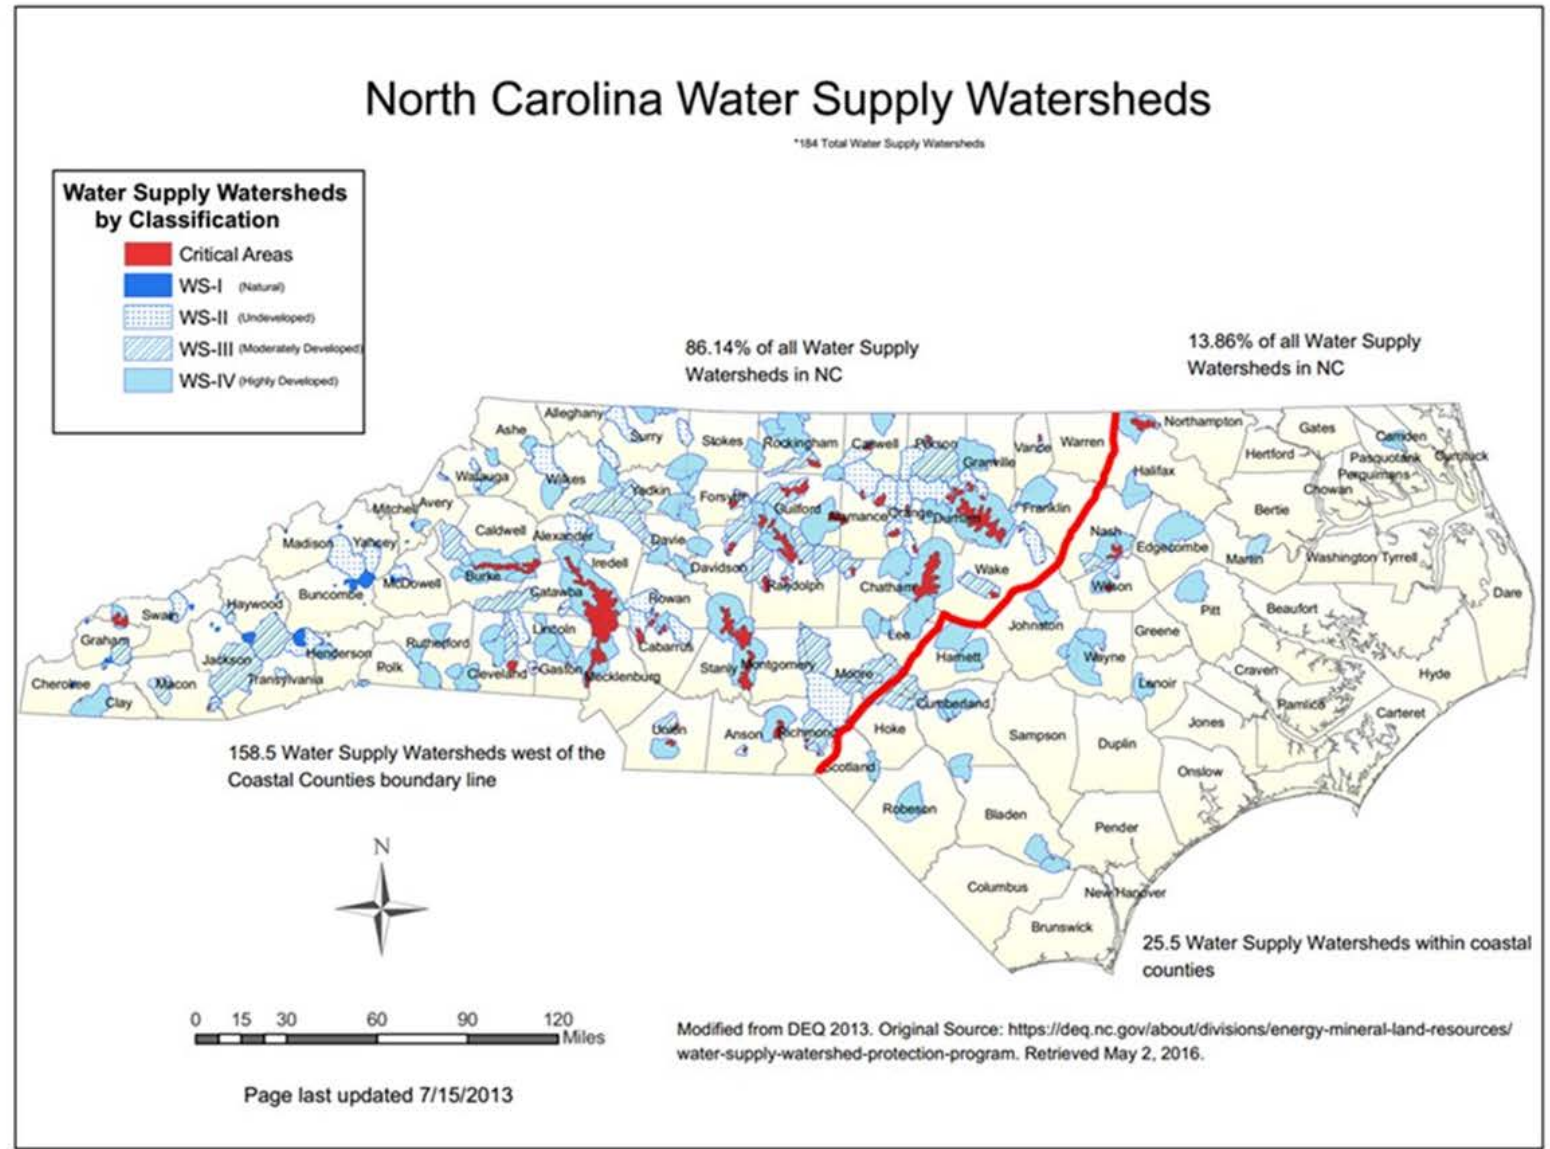 North Carolina Water Supply Watersheds
*184 Total Water Supply Watersheds
Water Supply Watersheds
by Classification
Critical Areas
WS-I (Natural)
WS-II (Undeveloped)
WS-III (Moderately Developed)
WS-IV (Highly Developed)
86.14% of all Water Supply
Watersheds in NC
13.86% of all Water Supply
Watersheds in NC
Alleghany
Ashe
Surry
Stokes
Rockingham
Caswell
Person
Granville
Vance
Warren
Northampton
Gates
Camden
Currituck
Hertford
Pasquotank
Perquimans
Chowan
Halifax
Bertie
Watauga
Wilkes
Yadkin
Forsyth
Guilford
Alamance
Orange
Durham
Franklin
Nash
Edgecombe
Martin
Washington
Tyrrell
Dare
Mitchell
Avery
Caldwell
Alexander
Davie
Iredell
Davidson
Randolph
Chatham
Wake
Wilson
Pitt
Beaufort
Madison
Yancey
McDowell
Burke
Catawba
Rowan
Buncombe
Haywood
Swain
Graham
Cherokee
Clay
Macon
Jackson
Transylvania
Henderson
Polk
Rutherford
Cleveland
Lincoln
Gaston
Mecklenburg
Cabarrus
Stanly
Montgomery
Moore
Lee
Harnett
Johnston
Wayne
Greene
Lenoir
Craven
Pamlico
Hyde
Carteret
Jones
Union
Anson
Richmond
Scotland
Hoke
Cumberland
Sampson
Duplin
Onslow
Robeson
Bladen
Pender
Columbus
New Hanover
Brunswick
158.5 Water Supply Watersheds west of the
Coastal Counties boundary line
25.5 Water Supply Watersheds within coastal
counties
N
0 15 30 60 90 120
Miles
Modified from DEQ 2013. Original Source: https://deq.nc.gov/about/divisions/energy-mineral-land-resources/
water-supply-watershed-protection-program. Retrieved May 2, 2016.
Page last updated 7/15/2013